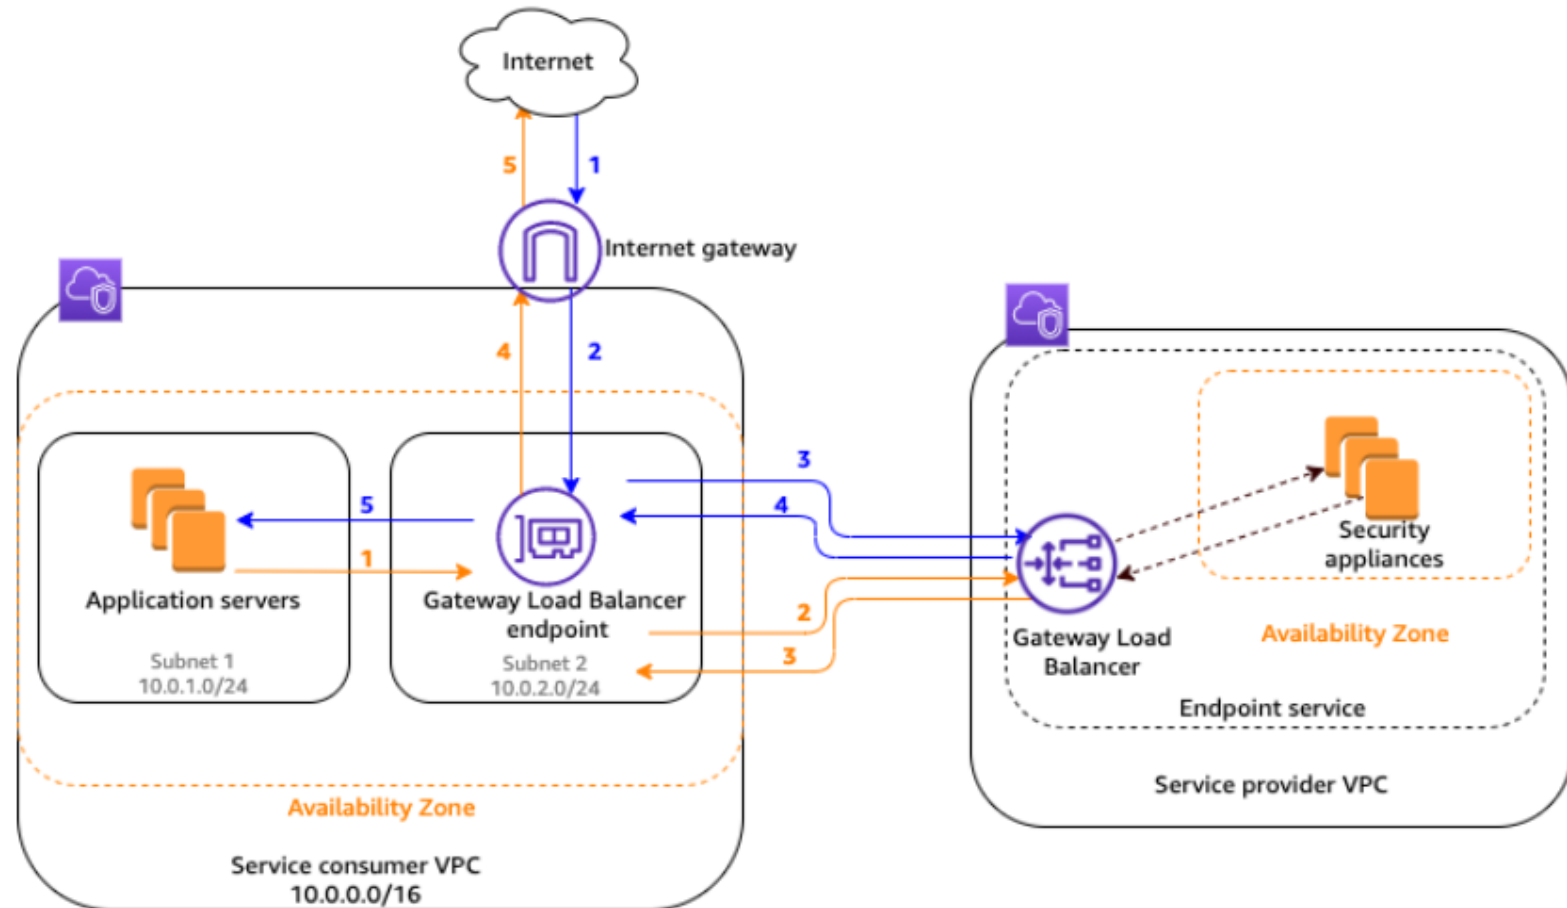 Internet
5
1
Internet gateway
4
2
3
4
5
1
2
3
Application servers
Gateway Load Balancer
endpoint
Subnet 1
10.0.1.0/24
Subnet 2
10.0.2.0/24
Availability Zone
Service consumer VPC
10.0.0.0/16
Security
appliances
Availability Zone
Gateway Load
Balancer
Endpoint service
Service provider VPC